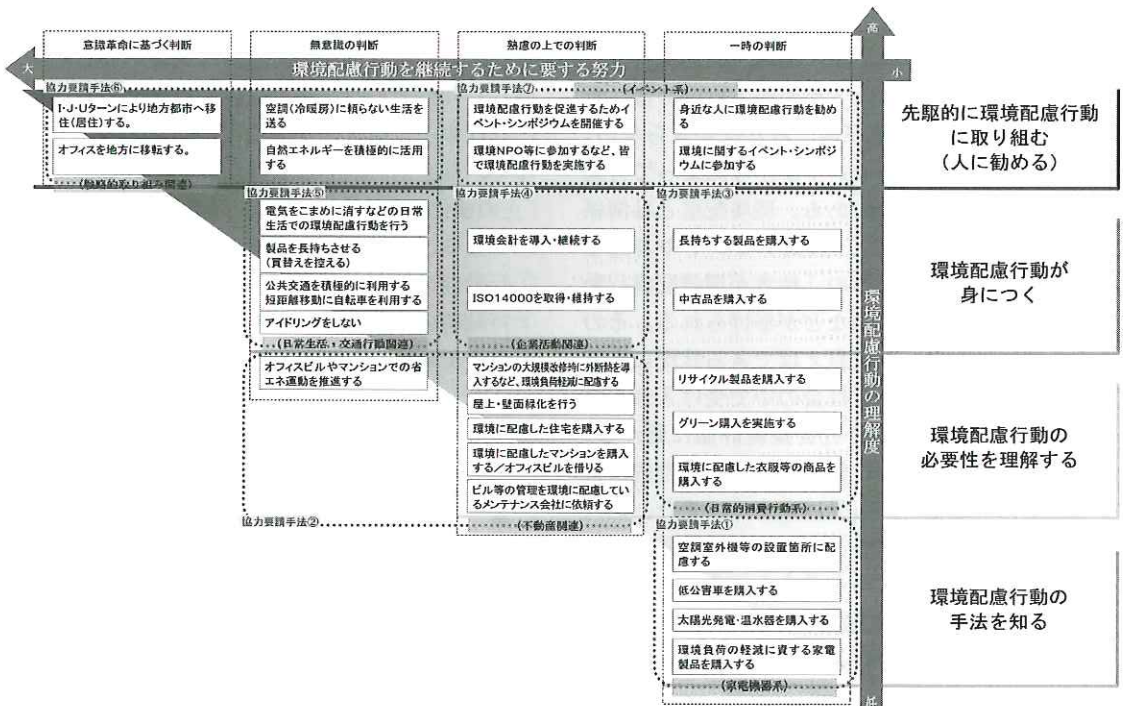 意識革命に基づく判断
無意識の判断
熟慮の上での判断
一時の判断
高
大
環境配慮行動を継続するために要する努力
小
協力要請手法⑥
I・J・Uターンにより地方都市へ移
住(居住)する。
オフィスを地方に移転する。
空調(冷暖房)に頼らない生活を
送る
自然エネルギーを積極的に活用
する
協力要請手法⑦
(イベント系)
環境配慮行動を促進するためイ
ベント・シンポジウムを開催する
環境NPO等に参加するなど、皆
で環境配慮行動を実施する
身近な人に環境配慮行動を勧め
る
環境に関するイベント・シンポジ
ウムに参加する
先駆的に環境配慮行動
に取り組む
(人に勧める)
協力要請手法⑤
電気をこまめに消すなどの日常
生活での環境配慮行動を行う
製品を長持ちさせる
(買替えを控える)
公共交通を積極的に利用する
短距離移動に自転車を利用する
アイドリングをしない
(日常生活・交通行動関連)
オフィスビルやマンションでの省
エネ運動を推進する
協力要請手法④
環境会計を導入・継続する
ISO14000を取得・維持する
(企業活動関連)
マンションの大規模改修時に外断熱を導
入するなど、環境負荷軽減に配慮する
屋上・壁面緑化を行う
環境に配慮した住宅を購入する
環境に配慮したマンションを購入
する/オフィスビルを借りる
ビル等の管理を環境に配慮してい
るメンテナンス会社に依頼する
協力要請手法②
(不動産関連)
協力要請手法③
長持ちする製品を購入する
中古品を購入する
リサイクル製品を購入する
グリーン購入を実施する
環境に配慮した衣服等の商品を
購入する
(日常的消費行動系)
協力要請手法①
空調室外機等の設置箇所に配
慮する
低公害車を購入する
太陽光発電・温水器を購入する
環境負荷の軽減に資する家電
製品を購入する
(家電機器系)
環境配慮行動の理解度
低
環境配慮行動が
身につく
環境配慮行動の
必要性を理解する
環境配慮行動の
手法を知る